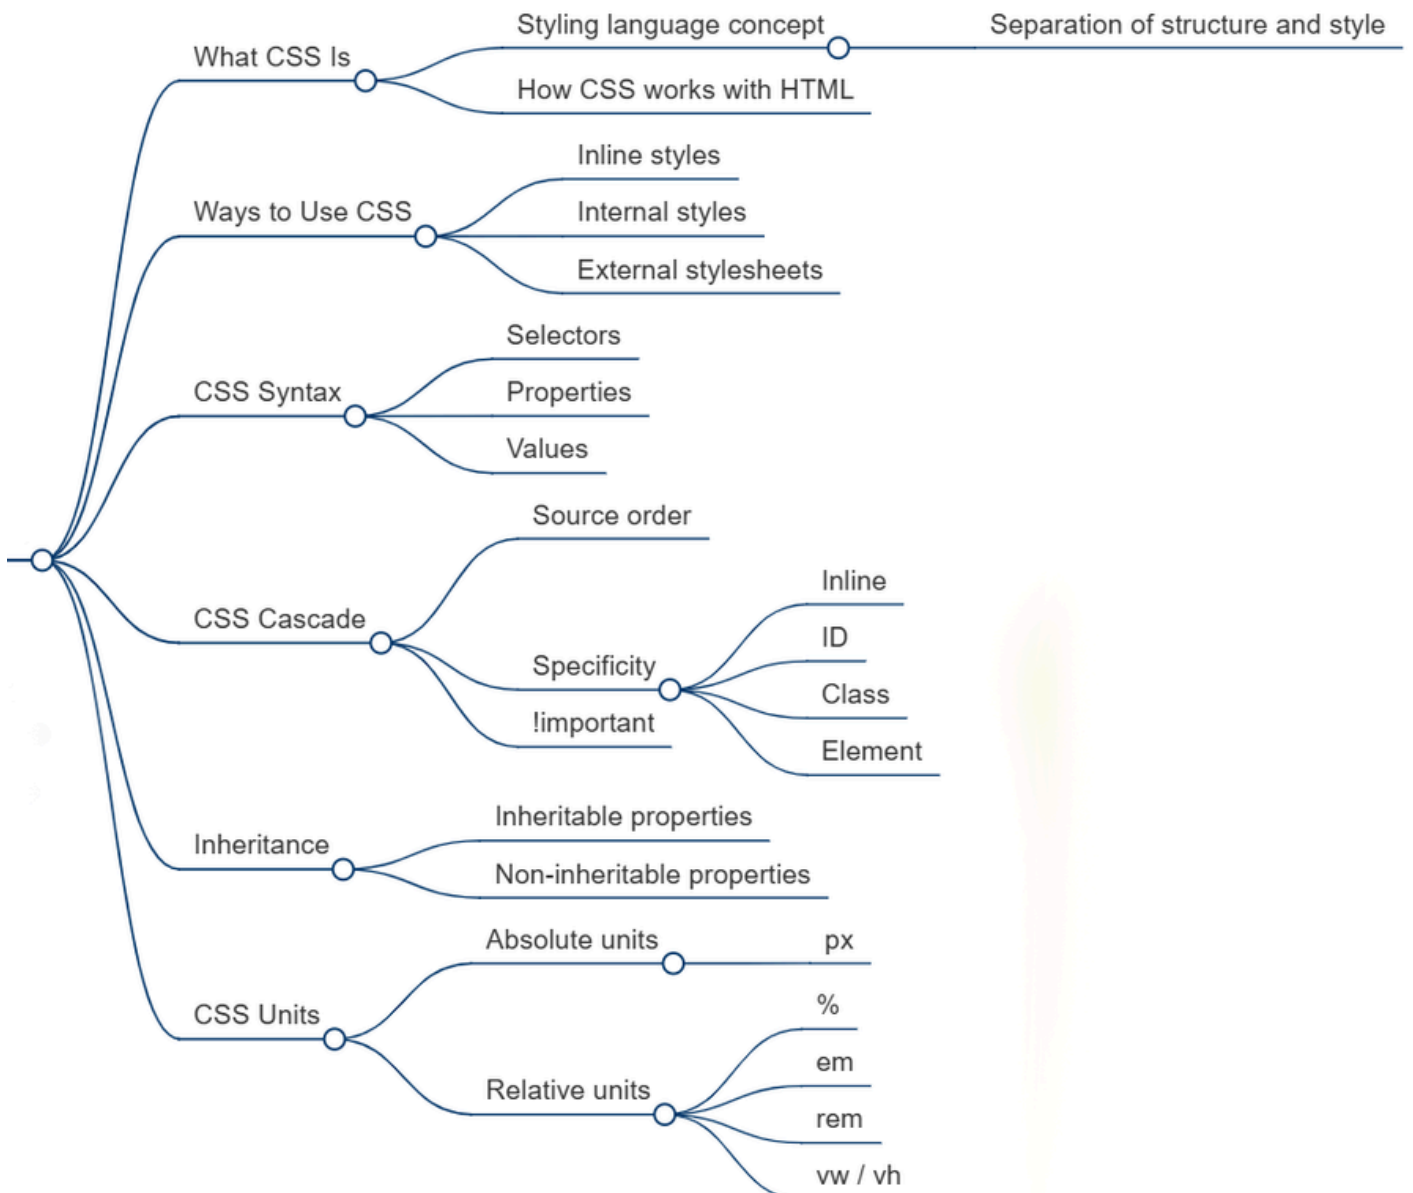 What CSS Is
Styling language concept
Separation of structure and style
How CSS works with HTML
Ways to Use CSS
Inline styles
Internal styles
External stylesheets
CSS Syntax
Selectors
Properties
Values
CSS Cascade
Source order
Specificity
Inline
ID
Class
Element
!important
Inheritance
Inheritable properties
Non-inheritable properties
CSS Units
Absolute units
px
Relative units
%
em
rem
vw / vh